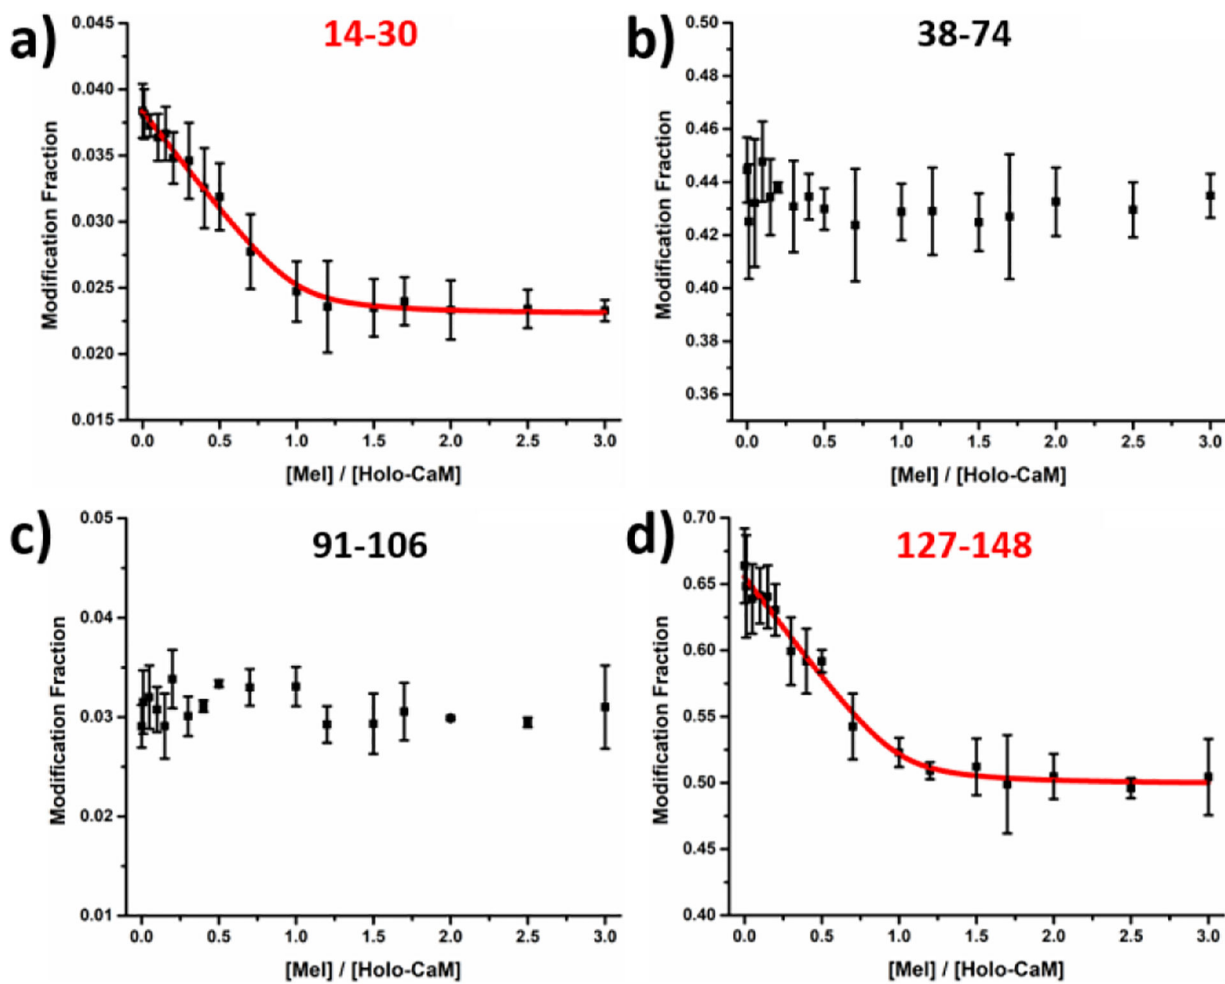 a)
14-30
0.045
0.040
0.035
0.030
0.025
0.020
0.015
Modification Fraction
0.0 0.5 1.0 1.5 2.0 2.5 3.0
[Mel] / [Holo-CaM]
b)
38-74
0.50
0.48
0.46
0.44
0.42
0.40
0.38
0.36
Modification Fraction
0.0 0.5 1.0 1.5 2.0 2.5 3.0
[Mel] / [Holo-CaM]
c)
91-106
0.05
0.04
0.03
0.02
0.01
Modification Fraction
0.0 0.5 1.0 1.5 2.0 2.5 3.0
[Mel] / [Holo-CaM]
d)
127-148
0.70
0.65
0.60
0.55
0.50
0.45
0.40
Modification Fraction
0.0 0.5 1.0 1.5 2.0 2.5 3.0
[Mel] / [Holo-CaM]